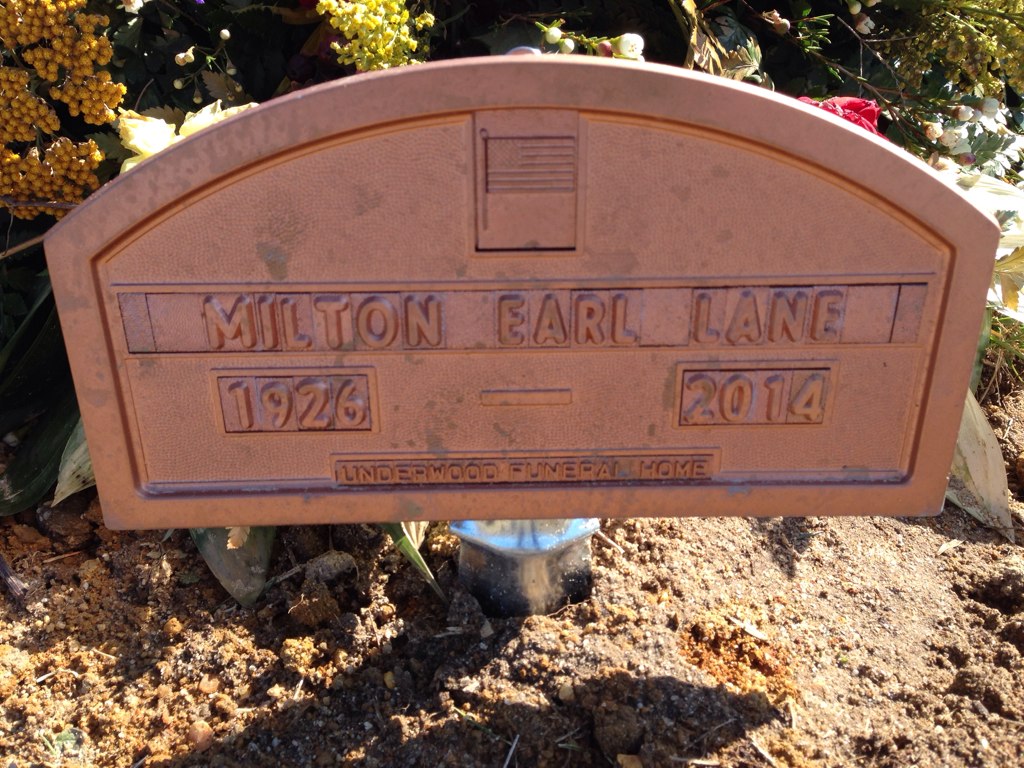 MILTON EARL LANE
1926 — 2014
UNDERWOOD FUNERAL HOME